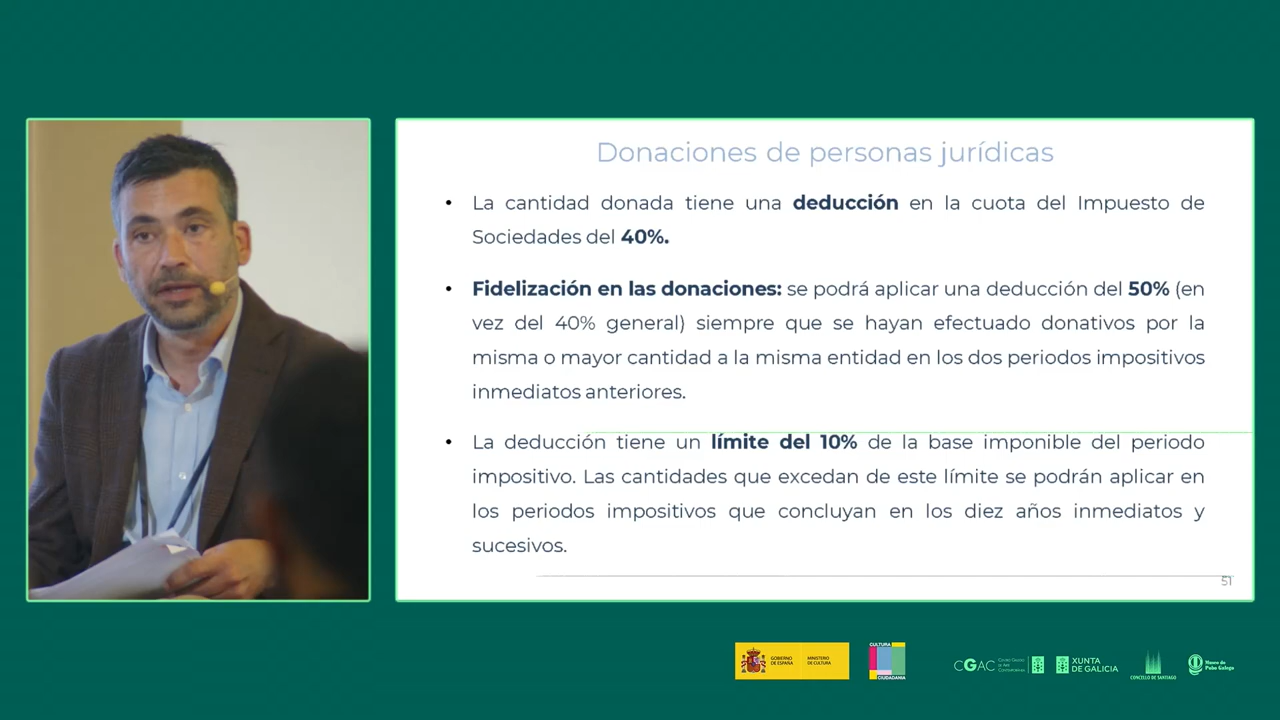 Donaciones de personas jurídicas
• La cantidad donada tiene una deducción en la cuota del Impuesto de
Sociedades del 40%.
• Fidelización en las donaciones: se podrá aplicar una deducción del 50% (en
vez del 40% general) siempre que se hayan efectuado donativos por la
misma o mayor cantidad a la misma entidad en los dos periodos impositivos
inmediatos anteriores.
• La deducción tiene un límite del 10% de la base imponible del periodo
impositivo. Las cantidades que excedan de este límite se podrán aplicar en
los periodos impositivos que concluyan en los diez años inmediatos y
sucesivos.
51
GOBIERNO
DE ESPAÑA
MINISTERIO
DE CULTURA
CULTURA
CIUDADANÍA
CGAC
XUNTA
DE GALICIA
CONCELLO DE SANTIAGO
Museo do
Pobo Galego